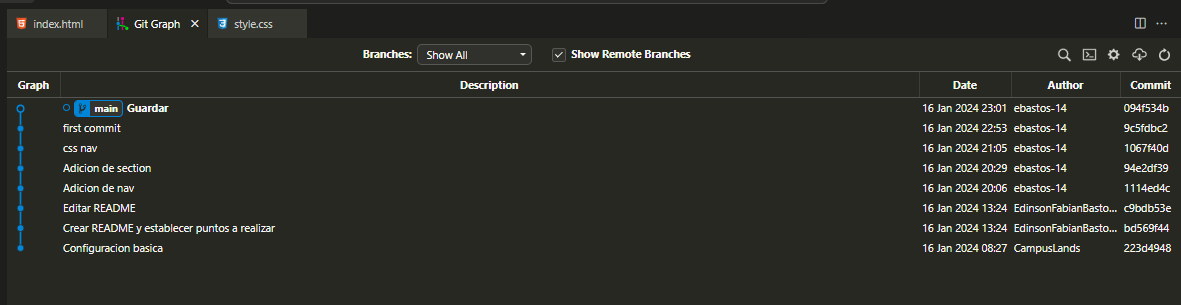 index.html Git Graph style.css
Branches: Show All Show Remote Branches
Graph Description Date Author Commit
main Guardar 16 Jan 2024 23:01 ebastos-14 094f534b
first commit 16 Jan 2024 22:53 ebastos-14 9c5fdbc2
css nav 16 Jan 2024 21:05 ebastos-14 1067f40d
Adicion de section 16 Jan 2024 20:29 ebastos-14 94e2df39
Adicion de nav 16 Jan 2024 20:06 ebastos-14 1114ed4c
Editar README 16 Jan 2024 13:24 EdinsonFabianBasto... c9bdb53e
Crear README y establecer puntos a realizar 16 Jan 2024 13:24 EdinsonFabianBasto... bd569f44
Configuracion basica 16 Jan 2024 08:27 CampusLands 223d4948